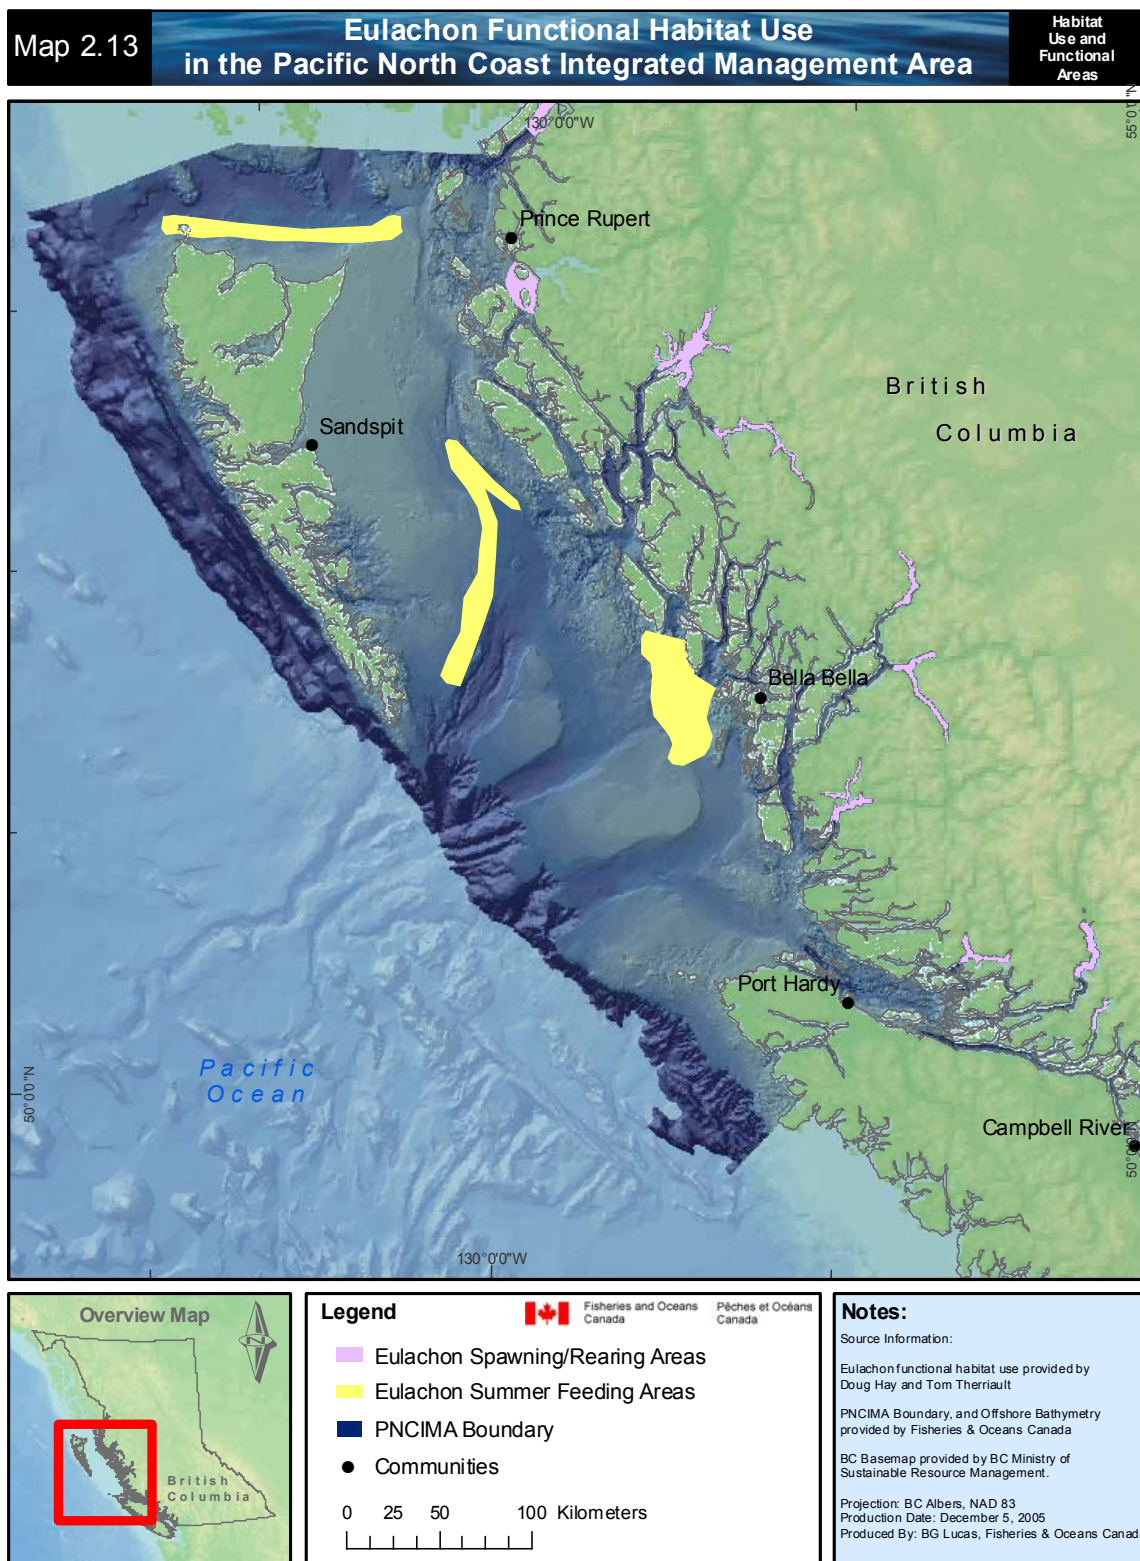 Map 2.13
Eulachon Functional Habitat Use
in the Pacific North Coast Integrated Management Area
Habitat
Use and
Functional
Areas
130°0'0"W
55°0'0"N
Prince Rupert
British
Columbia
Sandspit
Bella Bella
Port Hardy
Pacific
Ocean
50°0'0"N
Campbell River
50°0'0"N
130°0'0"W
Overview Map
N
British
Columbia
Legend
Fisheries and Oceans
Canada
Pêches et Océans
Canada
Eulachon Spawning/Rearing Areas
Eulachon Summer Feeding Areas
PNCIMA Boundary
Communities
0 25 50 100 Kilometers
Notes:
Source Information:
Eulachon functional habitat use provided by
Doug Hay and Tom Therriault
PNCIMA Boundary, and Offshore Bathymetry
provided by Fisheries & Oceans Canada
BC Basemap provided by BC Ministry of
Sustainable Resource Management.
Projection: BC Albers, NAD 83
Production Date: December 5, 2005
Produced By: BG Lucas, Fisheries & Oceans Canada